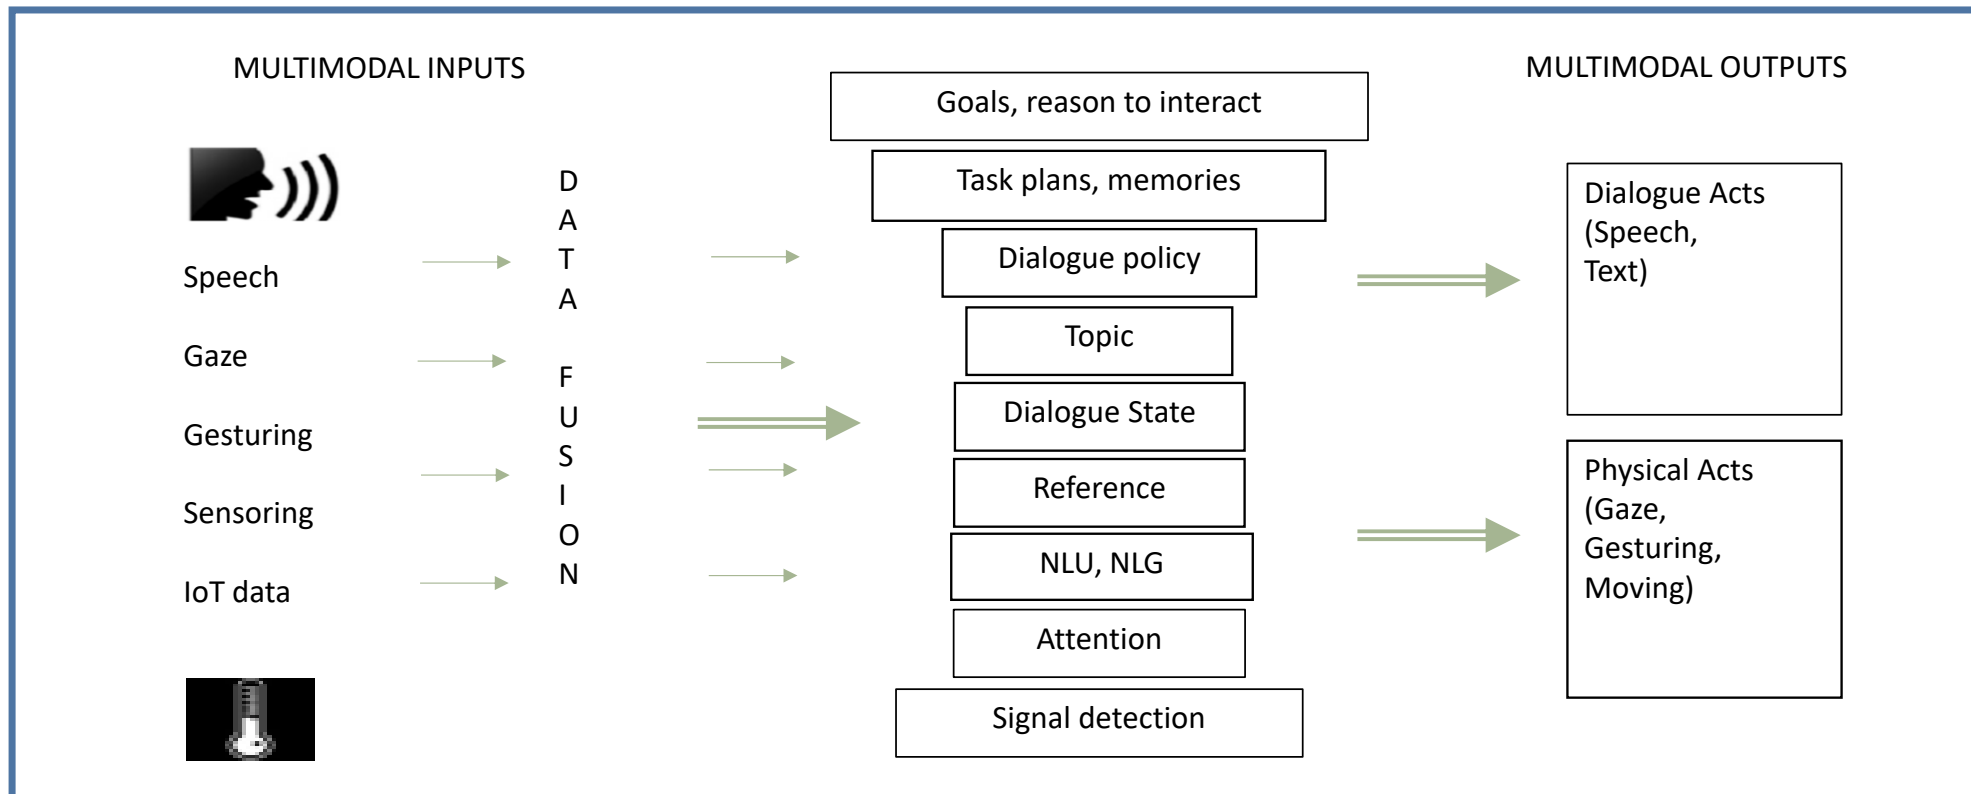 MULTIMODAL INPUTS
Speech
Gaze
Gesturing
Sensoring
IoT data
D
A
T
A
F
U
S
I
O
N
Goals, reason to interact
Task plans, memories
Dialogue policy
Topic
Dialogue State
Reference
NLU, NLG
Attention
Signal detection
MULTIMODAL OUTPUTS
Dialogue Acts
(Speech,
Text)
Physical Acts
(Gaze,
Gesturing,
Moving)